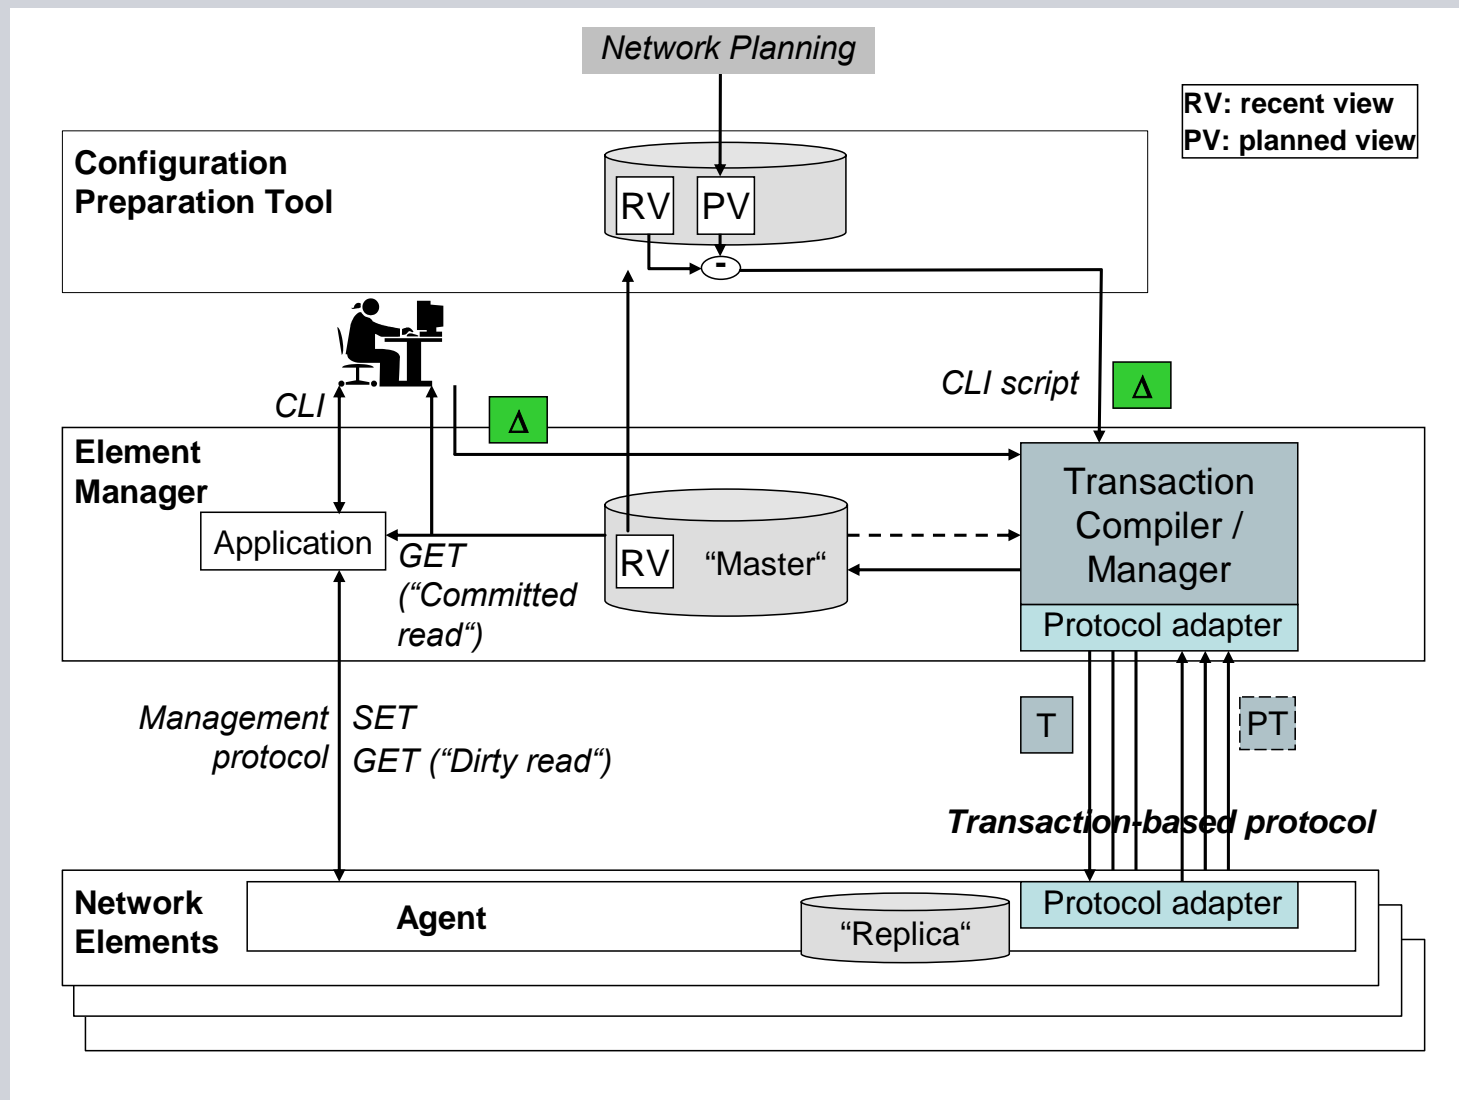 Network Planning
RV: recent view
PV: planned view
Configuration
Preparation Tool
RV
PV
-
CLI script
Δ
CLI
Δ
Element
Manager
Application
GET
(“Committed
read“)
RV
“Master“
Transaction
Compiler /
Manager
Protocol adapter
Management
protocol
SET
GET (“Dirty read“)
T
PT
Transaction-based protocol
Network
Elements
Agent
“Replica“
Protocol adapter